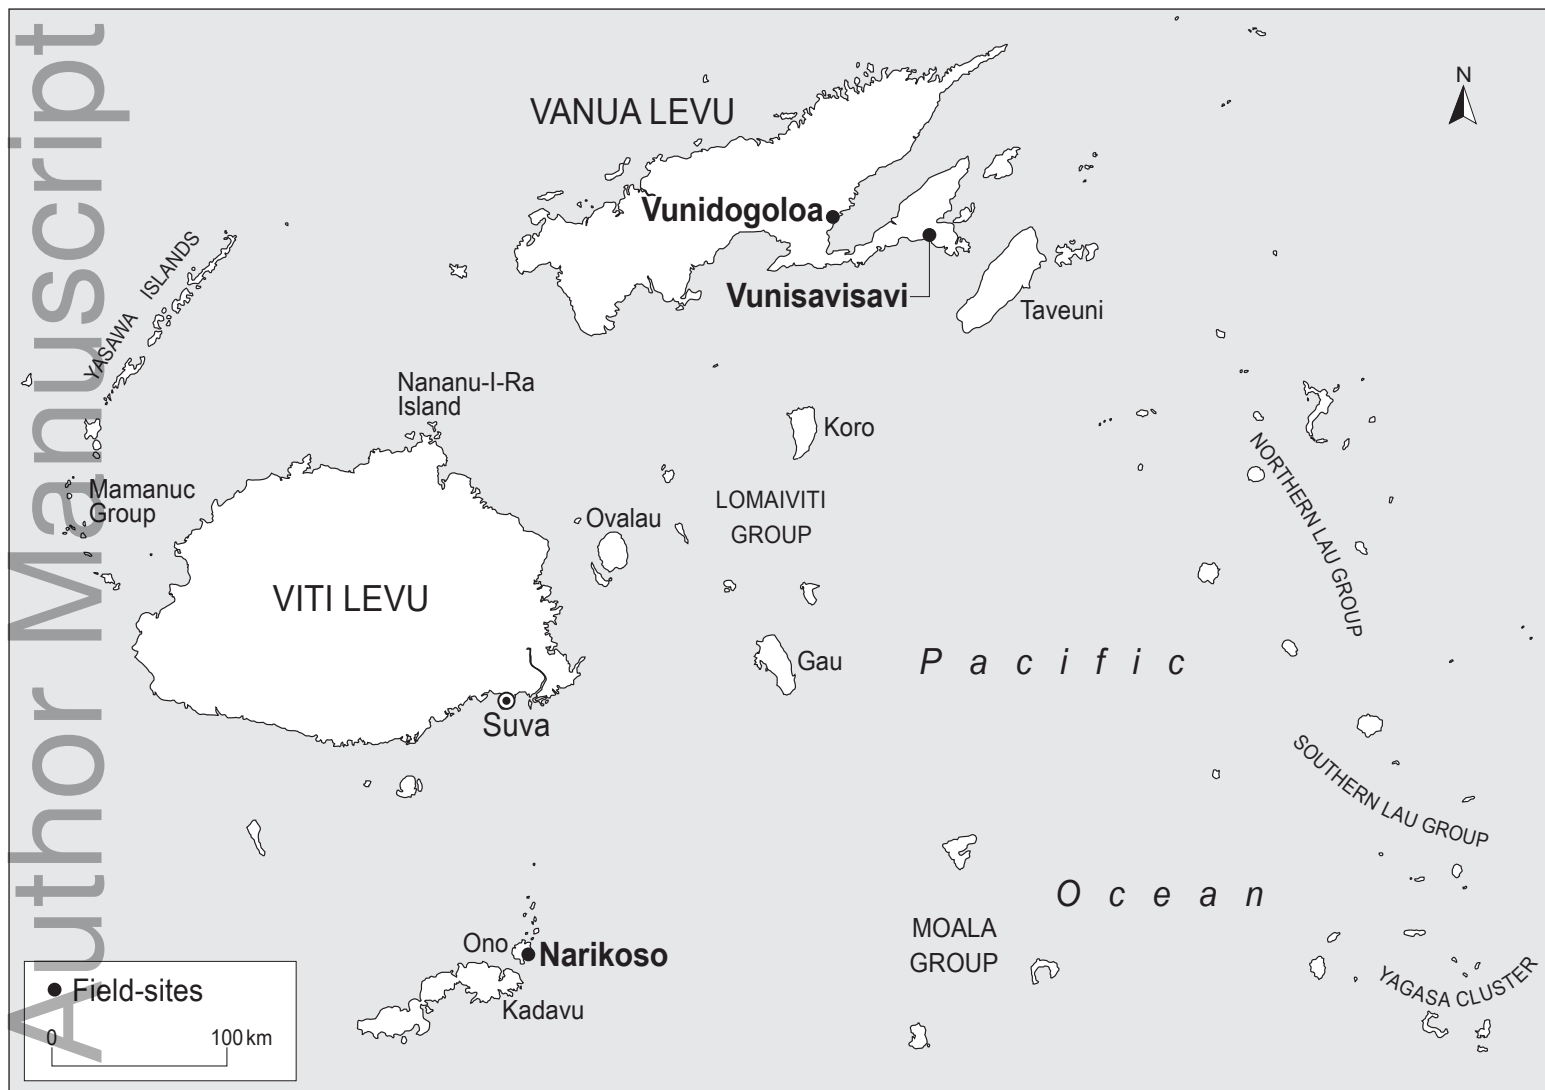 Author Manuscript
N
VANUA LEVU
Vunidogoloa
Vunisavisavi
Taveuni
YASAWA ISLANDS
Nananu-I-Ra
Island
Koro
Mamanuc
Group
LOMAIVITI
GROUP
Ovalau
NORTHERN LAU GROUP
VITI LEVU
Gau
Pacific
Suva
SOUTHERN LAU GROUP
Ocean
MOALA
GROUP
Ono
Narikoso
Kadavu
YAGASA CLUSTER
Field-sites
0 100 km